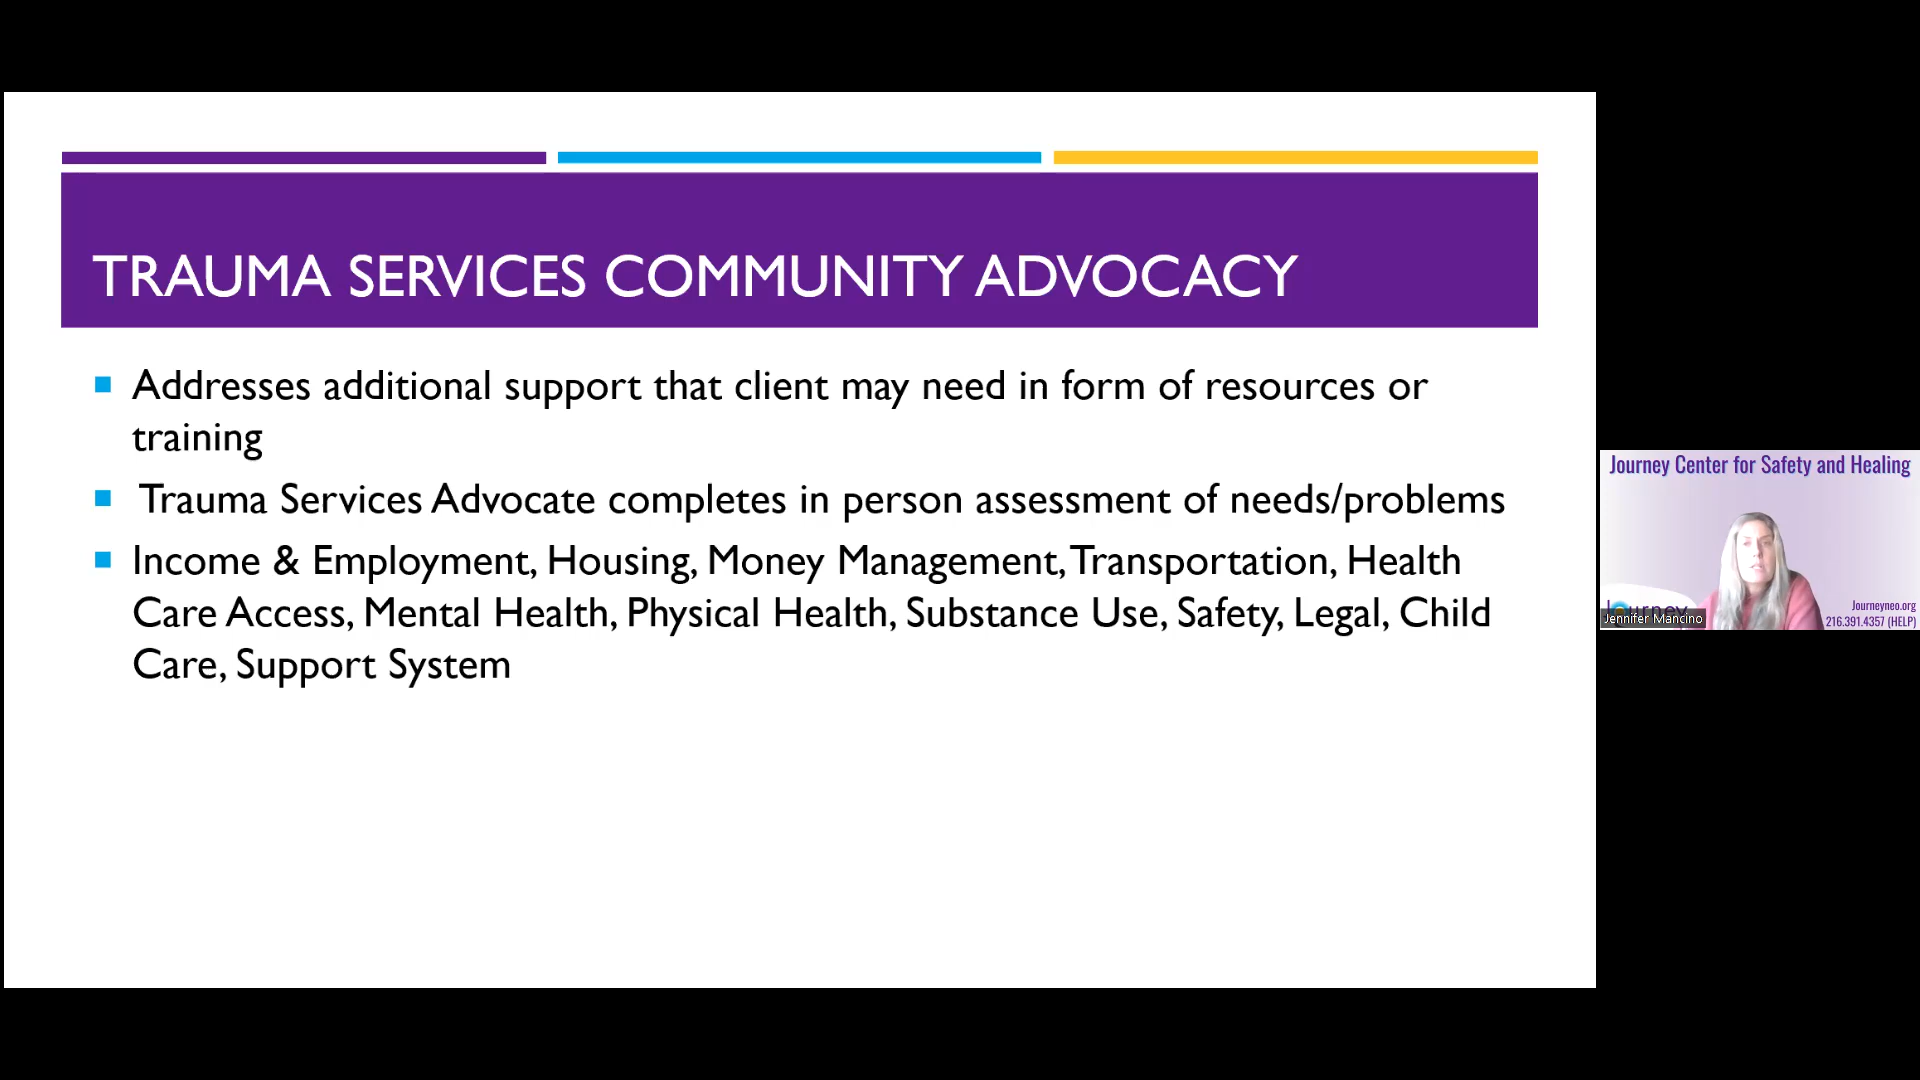 TRAUMA SERVICES COMMUNITY ADVOCACY
Addresses additional support that client may need in form of resources or
training
Trauma Services Advocate completes in person assessment of needs/problems
Income & Employment, Housing, Money Management, Transportation, Health
Care Access, Mental Health, Physical Health, Substance Use, Safety, Legal, Child
Care, Support System
Journey Center for Safety and Healing
Journey
Jennifer Mancino
Journeyneo.org
216.391.4357 (HELP)